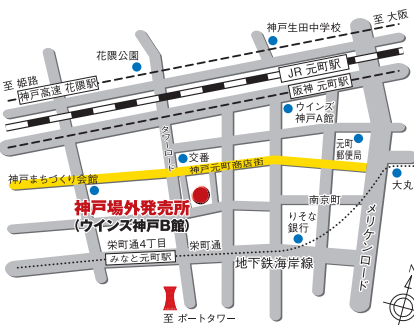 至 大阪
神戸生田中学校
花隈公園
至 姫路
神戸高速 花隈駅
JR 元町駅
阪神 元町駅
ウインズ
神戸A館
タワーロード
交番
元町
郵便局
神戸元町商店街
神戸まちづくり会館
大丸
神戸場外発売所
(ウインズ神戸B館)
南京町
メリケンロード
りそな
銀行
栄町通4丁目
栄町通
みなと元町駅
地下鉄海岸線
至 ポートタワー
N